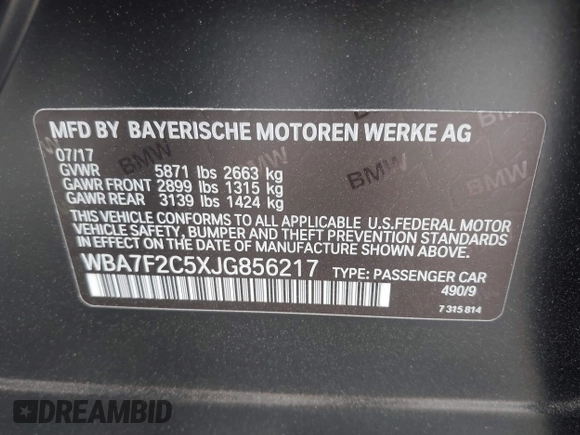 MFD BY BAYERISCHE MOTOREN WERKE AG
07/17
GVWR 5871 lbs 2663 kg
GAWR FRONT 2899 lbs 1315 kg
GAWR REAR 3139 lbs 1424 kg
THIS VEHICLE CONFORMS TO ALL APPLICABLE U.S.FEDERAL MOTOR
VEHICLE SAFETY, BUMPER AND THEFT PREVENTION STANDARDS
IN EFFECT ON THE DATE OF MANUFACTURE SHOWN ABOVE.
WBA7F2C5XJG856217 TYPE: PASSENGER CAR
490/9
7 315 814
BMW
BMW
BMW
DREAMBID